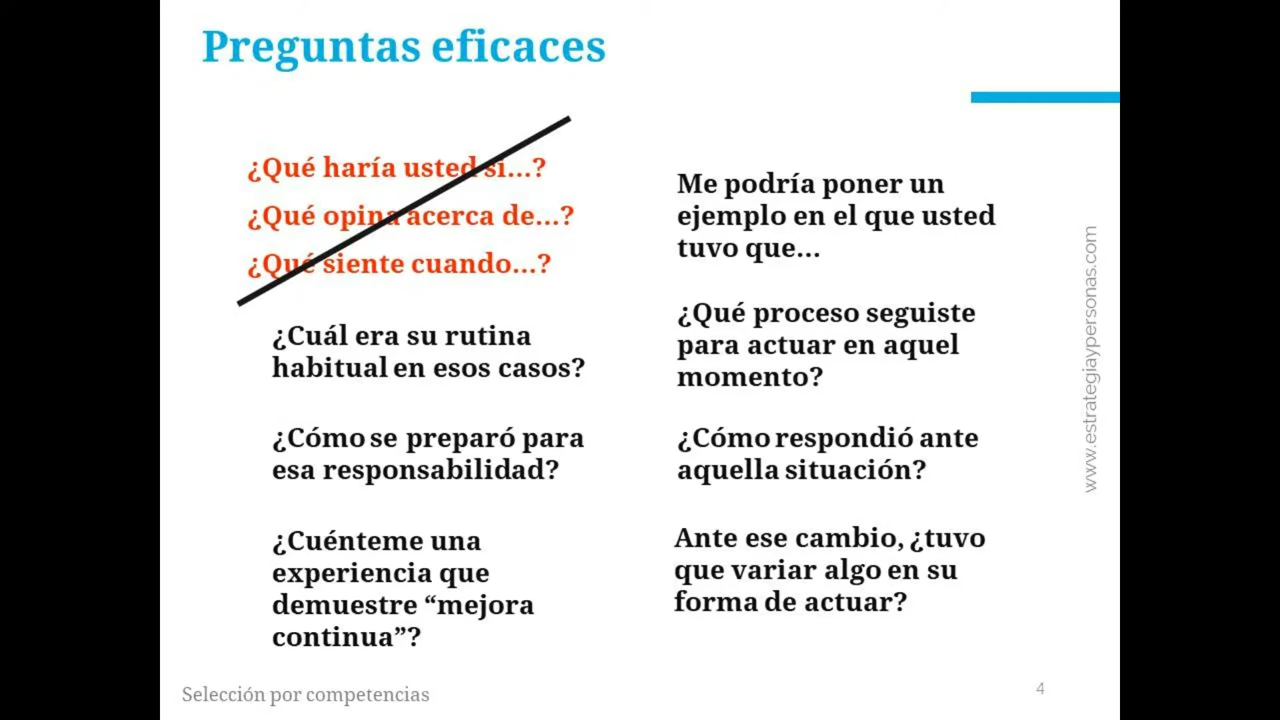 Preguntas eficaces
¿Qué haría usted si...?
¿Qué opina acerca de...?
¿Qué siente cuando...?
¿Cuál era su rutina
habitual en esos casos?
¿Cómo se preparó para
esa responsabilidad?
¿Cuénteme una
experiencia que
demuestre “mejora
continua”?
Me podría poner un
ejemplo en el que usted
tuvo que...
¿Qué proceso seguiste
para actuar en aquel
momento?
¿Cómo respondió ante
aquella situación?
Ante ese cambio, ¿tuvo
que variar algo en su
forma de actuar?
www.estrategiaypersonas.com
Selección por competencias
4